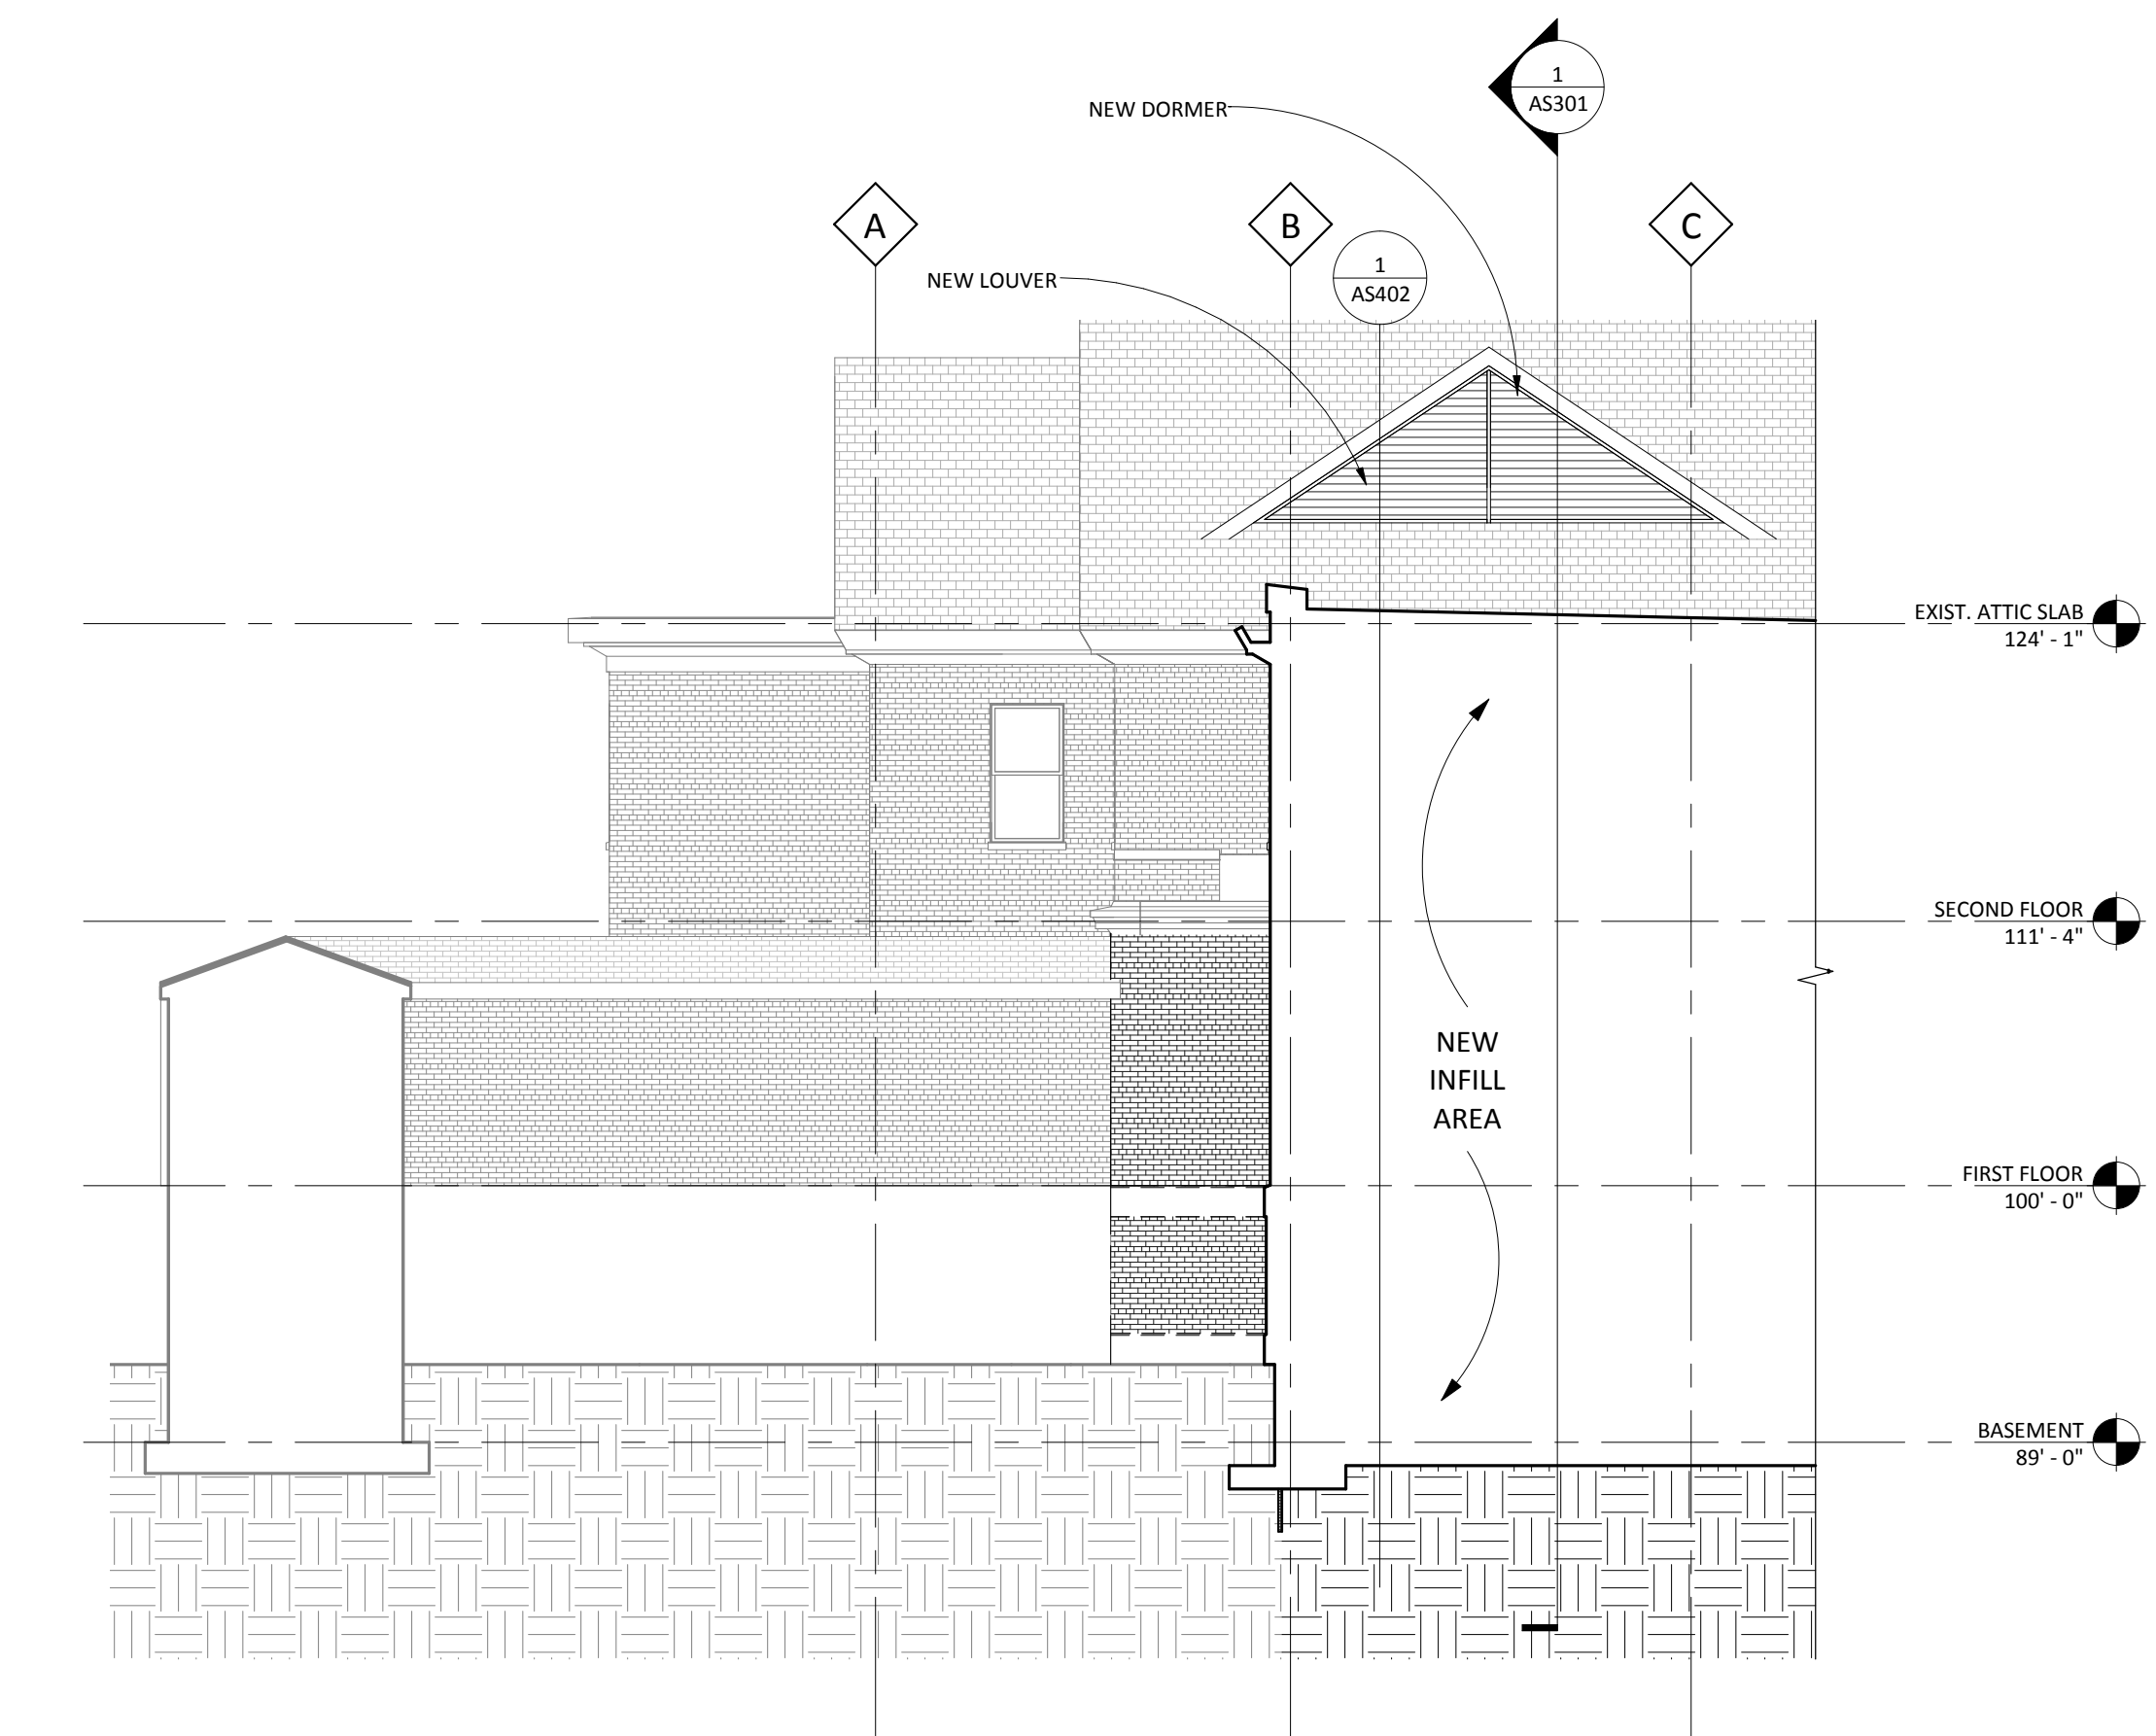 1
AS301
NEW DORMER
A
B
C
1
AS402
NEW LOUVER
EXIST. ATTIC SLAB
124' - 1"
SECOND FLOOR
111' - 4"
NEW
INFILL
AREA
FIRST FLOOR
100' - 0"
BASEMENT
89' - 0"